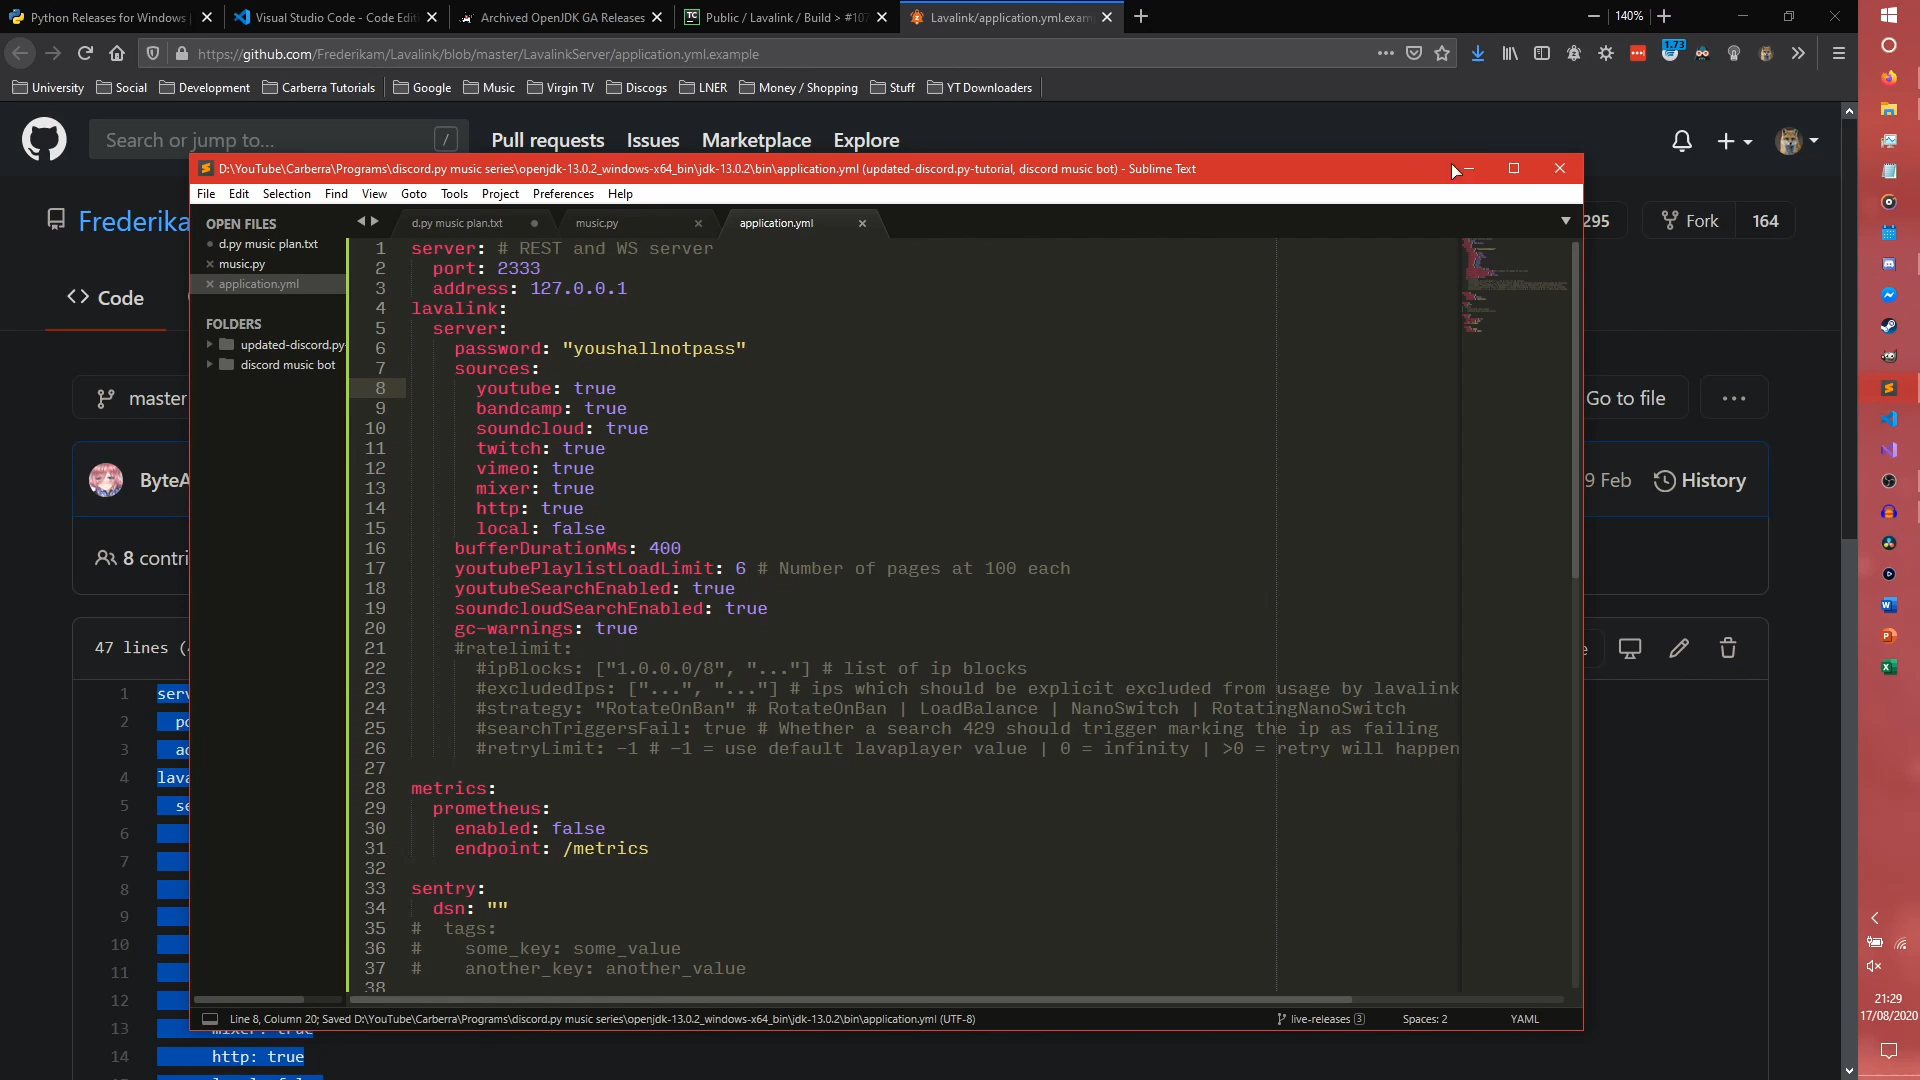 Python Releases for Windows
Visual Studio Code - Code Edit
Archived OpenJDK GA Releases
Public / Lavalink / Build > #107
Lavalink/application.yml.exam
140%
https://github.com/Frederikam/Lavalink/blob/master/LavalinkServer/application.yml.example
1.73
University
Social
Development
Carberra Tutorials
Google
Music
Virgin TV
Discogs
LNER
Money / Shopping
Stuff
YT Downloaders
Search or jump to…
/
Pull requests
Issues
Marketplace
Explore
D:\YouTube\Carberra\Programs\discord.py music series\openjdk-13.0.2_windows-x64_bin\jdk-13.0.2\bin\application.yml (updated-discord.py-tutorial, discord music bot) - Sublime Text
File Edit Selection Find View Goto Tools Project Preferences Help
Frederika
295
Fork
164
OPEN FILES
d.py music plan.txt
music.py
application.yml
FOLDERS
updated-discord.py-
discord music bot
d.py music plan.txt
music.py
application.yml
1 server: # REST and WS server
2 port: 2333
3 address: 127.0.0.1
4 lavalink:
5 server:
6 password: "youshallnotpass"
7 sources:
8 youtube: true
9 bandcamp: true
10 soundcloud: true
11 twitch: true
12 vimeo: true
13 mixer: true
14 http: true
15 local: false
16 bufferDurationMs: 400
17 youtubePlaylistLoadLimit: 6 # Number of pages at 100 each
18 youtubeSearchEnabled: true
19 soundcloudSearchEnabled: true
20 gc-warnings: true
21 #ratelimit:
22 #ipBlocks: ["1.0.0.0/8", "..."] # list of ip blocks
23 #excludedIps: ["...", "..."] # ips which should be explicit excluded from usage by lavalink
24 #strategy: "RotateOnBan" # RotateOnBan | LoadBalance | NanoSwitch | RotatingNanoSwitch
25 #searchTriggersFail: true # Whether a search 429 should trigger marking the ip as failing
26 #retryLimit: -1 # -1 = use default lavaplayer value | 0 = infinity | >0 = retry will happen
27
28 metrics:
29 prometheus:
30 enabled: false
31 endpoint: /metrics
32
33 sentry:
34 dsn: ""
35 # tags:
36 # some_key: some_value
37 # another_key: another_value
38
Line 8, Column 20; Saved D:\YouTube\Carberra\Programs\discord.py music series\openjdk-13.0.2_windows-x64_bin\jdk-13.0.2\bin\application.yml (UTF-8)
live-releases 3
Spaces: 2
YAML
Code
master
Go to file
ByteA
9 Feb
History
8 contri
47 lines (
1 serv
2 po
3 ad
4 lava
5 se
6
7
8
9
10
11
12
13 mixer: true
14 http: true
21:29
17/08/2020